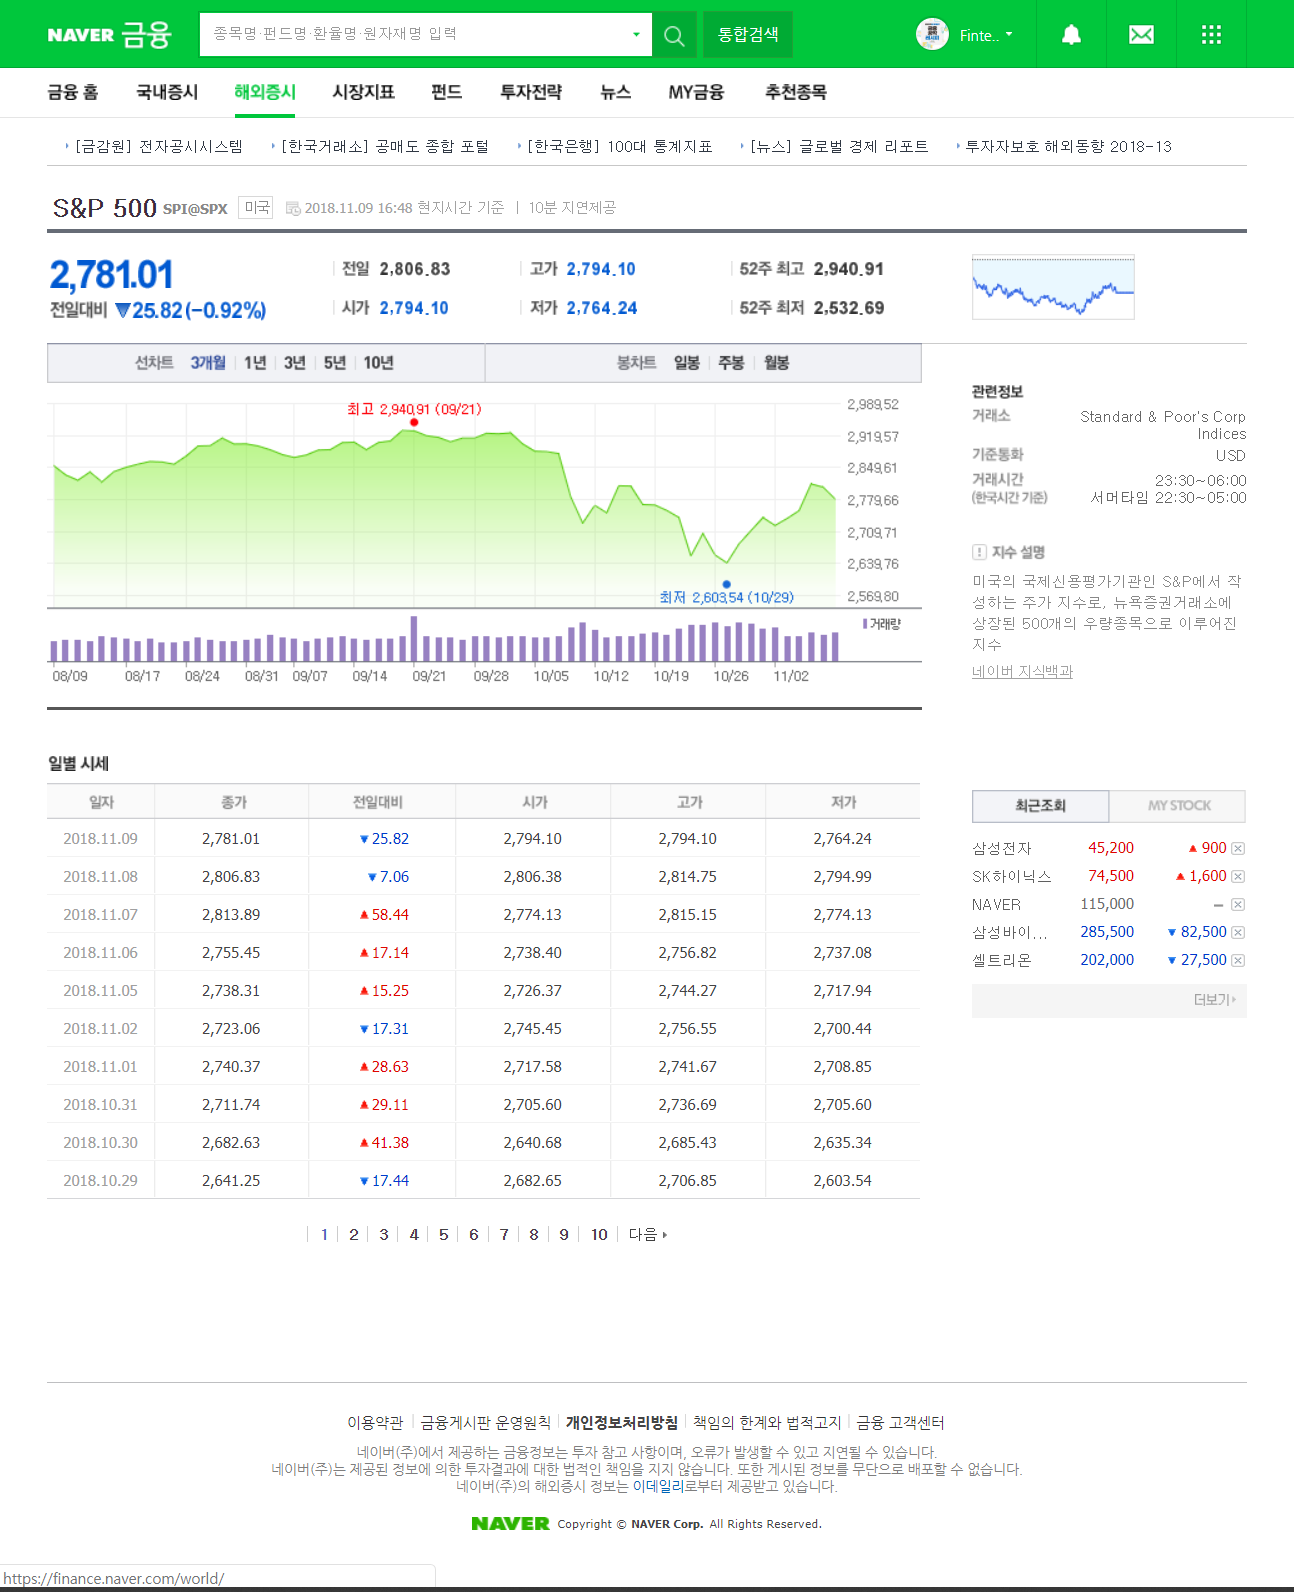 NAVER 금융 종목명·펀드명·환율명·원자재명 입력 통합검색 Finte..
금융 홈 국내증시 해외증시 시장지표 펀드 투자전략 뉴스 MY금융 추천종목
[금감원] 전자공시시스템 [한국거래소] 공매도 종합 포털 [한국은행] 100대 통계지표 [뉴스] 글로벌 경제 리포트 투자자보호 해외동향 2018-13
S&P 500 SPI@SPX 미국 2018.11.09 16:48 현지시간 기준 | 10분 지연제공
2,781.01
전일대비 ▼25.82(-0.92%)
전일 2,806.83 고가 2,794.10 52주 최고 2,940.91
시가 2,794.10 저가 2,764.24 52주 최저 2,532.69
선차트 3개월 1년 3년 5년 10년 봉차트 일봉 주봉 월봉
최고 2,940.91 (09/21)
2,989.52
2,919.57
2,849.61
2,779.66
2,709.71
2,639.76
2,569.80
최저 2,603.54 (10/29)
거래량
08/09 08/17 08/24 08/31 09/07 09/14 09/21 09/28 10/05 10/12 10/19 10/26 11/02
관련정보
거래소 Standard & Poor's Corp
Indices
기준통화 USD
거래시간 23:30~06:00
(한국시간 기준) 서머타임 22:30~05:00
지수 설명
미국의 국제신용평가기관인 S&P에서 작
성하는 주가 지수로, 뉴욕증권거래소에
상장된 500개의 우량종목으로 이루어진
지수
네이버 지식백과
일별 시세
일자 종가 전일대비 시가 고가 저가
2018.11.09 2,781.01 ▼25.82 2,794.10 2,794.10 2,764.24
2018.11.08 2,806.83 ▼7.06 2,806.38 2,814.75 2,794.99
2018.11.07 2,813.89 ▲58.44 2,774.13 2,815.15 2,774.13
2018.11.06 2,755.45 ▲17.14 2,738.40 2,756.82 2,737.08
2018.11.05 2,738.31 ▲15.25 2,726.37 2,744.27 2,717.94
2018.11.02 2,723.06 ▼17.31 2,745.45 2,756.55 2,700.44
2018.11.01 2,740.37 ▲28.63 2,717.58 2,741.67 2,708.85
2018.10.31 2,711.74 ▲29.11 2,705.60 2,736.69 2,705.60
2018.10.30 2,682.63 ▲41.38 2,640.68 2,685.43 2,635.34
2018.10.29 2,641.25 ▼17.44 2,682.65 2,706.85 2,603.54
1 2 3 4 5 6 7 8 9 10 다음
최근조회 MY STOCK
삼성전자 45,200 ▲ 900
SK하이닉스 74,500 ▲ 1,600
NAVER 115,000 –
삼성바이... 285,500 ▼ 82,500
셀트리온 202,000 ▼ 27,500
더보기
이용약관 금융게시판 운영원칙 개인정보처리방침 책임의 한계와 법적고지 금융 고객센터
네이버(주)에서 제공하는 금융정보는 투자 참고 사항이며, 오류가 발생할 수 있고 지연될 수 있습니다.
네이버(주)는 제공된 정보에 의한 투자결과에 대한 법적인 책임을 지지 않습니다. 또한 게시된 정보를 무단으로 배포할 수 없습니다.
네이버(주)의 해외증시 정보는 이데일리로부터 제공받고 있습니다.
NAVER Copyright © NAVER Corp. All Rights Reserved.
https://finance.naver.com/world/